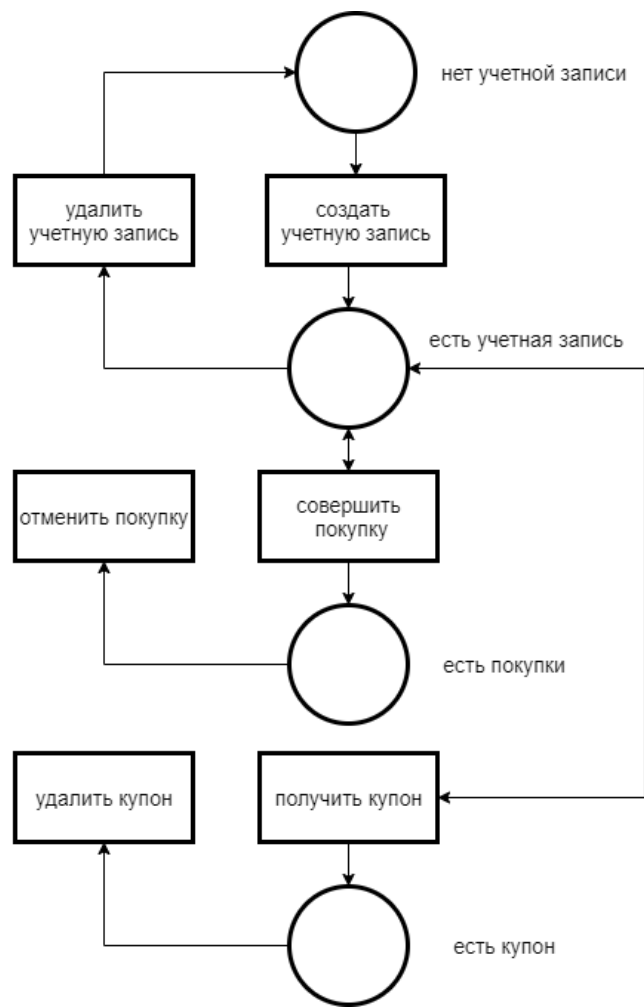 нет учетной записи
удалить
учетную запись
создать
учетную запись
есть учетная запись
отменить покупку
совершить
покупку
есть покупки
удалить купон
получить купон
есть купон